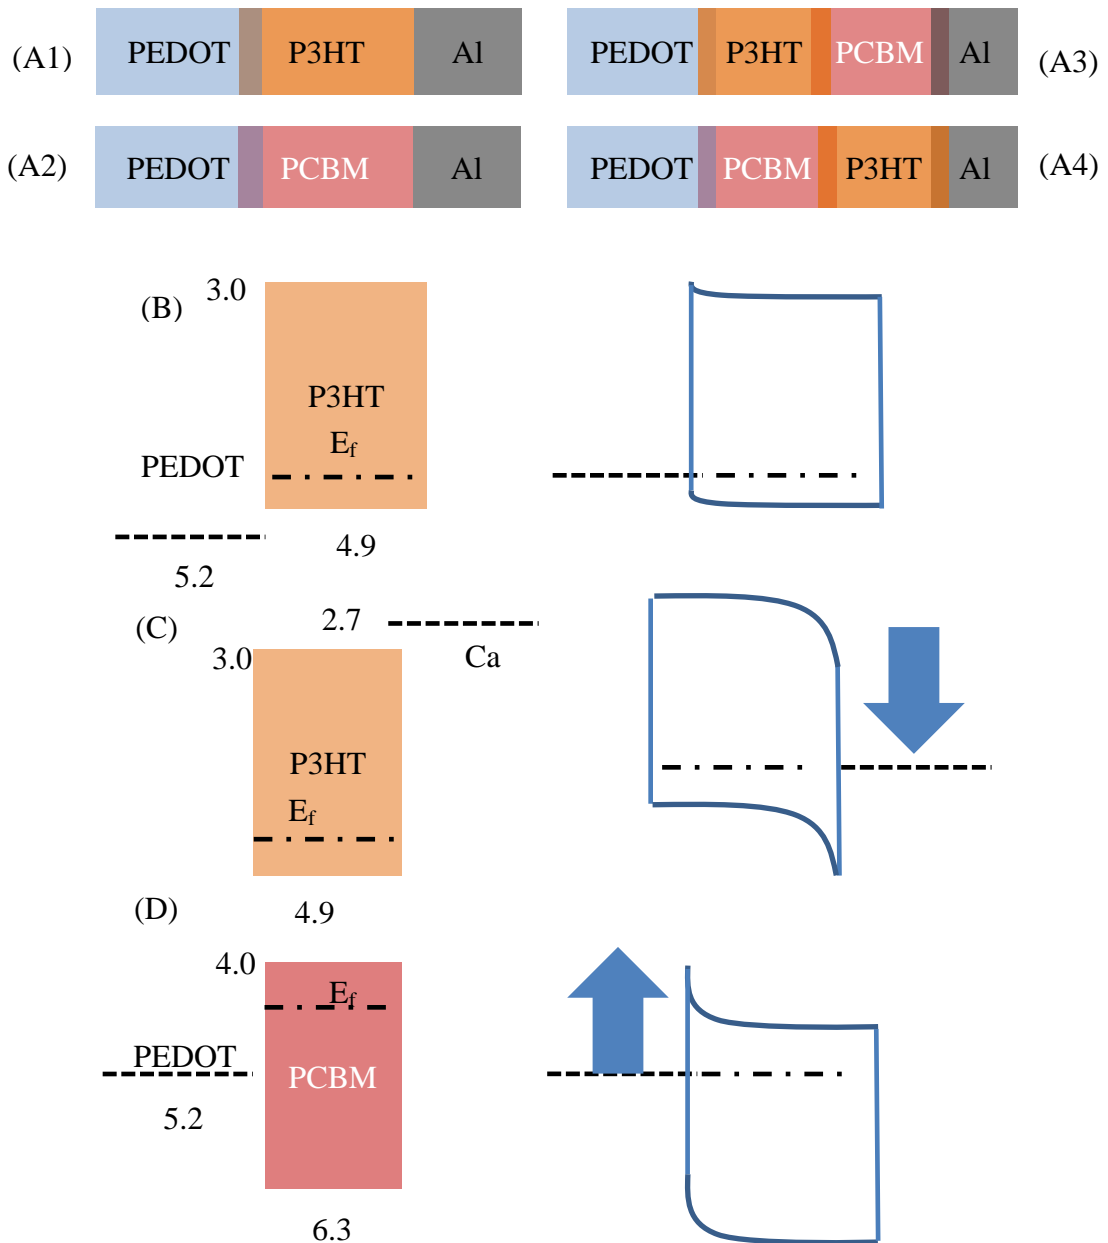 (A1)
PEDOT P3HT Al
PEDOT P3HT PCBM Al
(A3)
(A2)
PEDOT PCBM Al
PEDOT PCBM P3HT Al
(A4)
(B)
3.0
P3HT
Ef
PEDOT
4.9
5.2
(C)
2.7
Ca
3.0
P3HT
Ef
4.9
(D)
4.0
Ef
PEDOT
PCBM
5.2
6.3